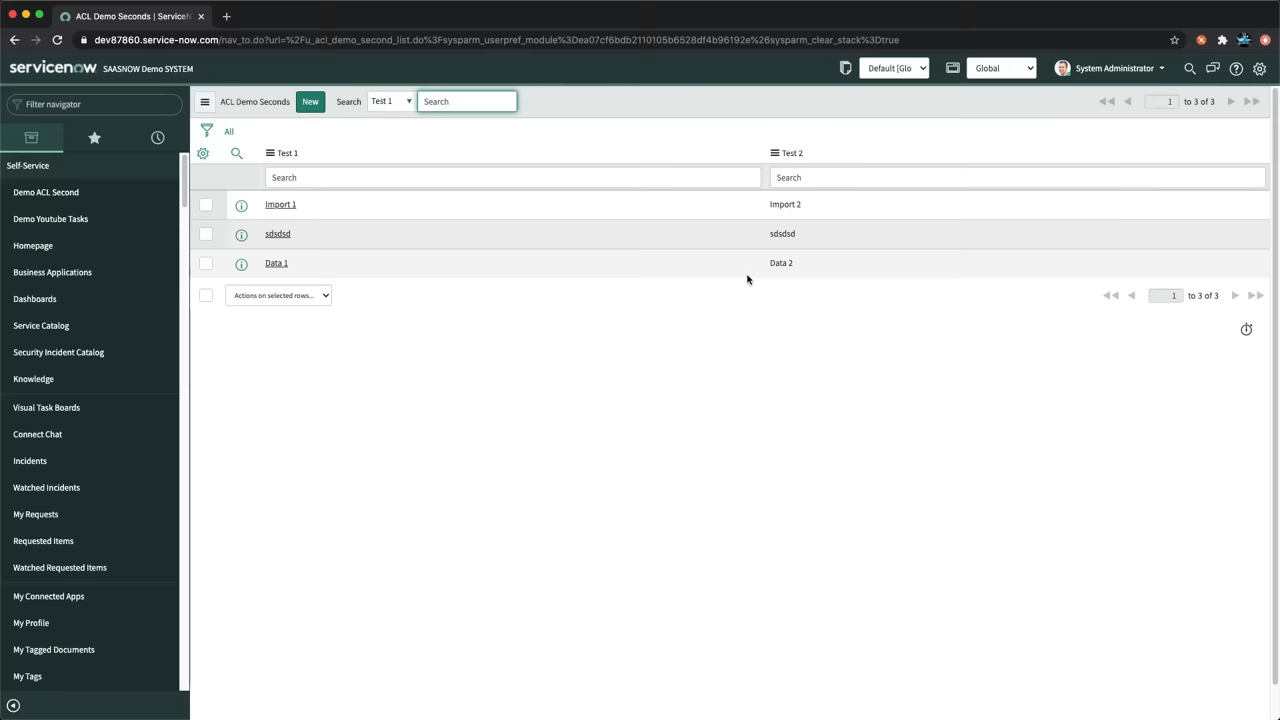 ACL Demo Seconds | ServiceN
dev87860.service-now.com/nav_to.do?uri=%2Fu_acl_demo_second_list.do%3Fsysparm_userpref_module%3Dea07cf6bdb2110105b6528df4b96192e%26sysparm_clear_stack%3Dtrue
servicenow SAASNOW Demo SYSTEM
Default [Glo Global System Administrator
Filter navigator
ACL Demo Seconds New Search Test 1 Search 1 to 3 of 3
All
Test 1 Test 2
Search Search
Import 1 Import 2
sdsdsd sdsdsd
Data 1 Data 2
Actions on selected rows... 1 to 3 of 3
Self-Service
Demo ACL Second
Demo Youtube Tasks
Homepage
Business Applications
Dashboards
Service Catalog
Security Incident Catalog
Knowledge
Visual Task Boards
Connect Chat
Incidents
Watched Incidents
My Requests
Requested Items
Watched Requested Items
My Connected Apps
My Profile
My Tagged Documents
My Tags